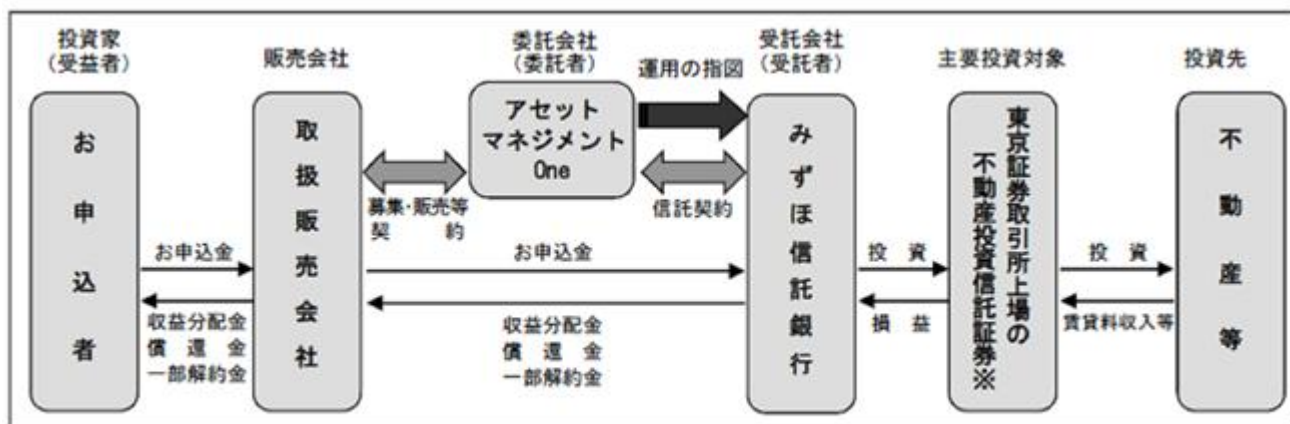 投資家
（受益者）
お申込者
販売会社
取扱販売会社
委託会社
（委託者）
アセット
マネジメント
One
運用の指図
受託会社
（受託者）
みずほ信託銀行
主要投資対象
東京証券取引所上場の
不動産投資信託証券※
投資先
不動産等
募集・販売等
契　約
信託契約
お申込金
収益分配金
償　還　金
一部解約金
お申込金
収益分配金
償　還　金
一部解約金
投　資
損　益
投　資
賃貸料収入等